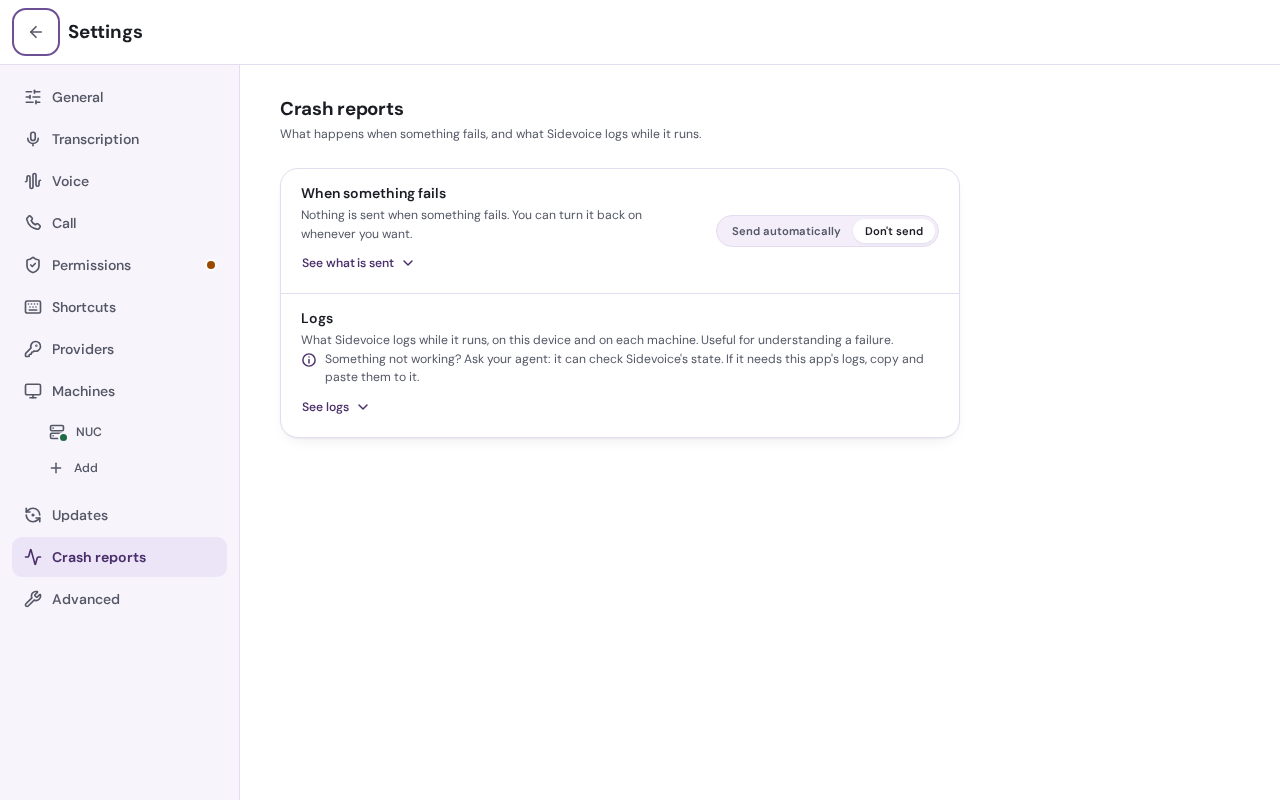 Settings
General
Transcription
Voice
Call
Permissions
Shortcuts
Providers
Machines
NUC
Add
Updates
Crash reports
Advanced
Crash reports
What happens when something fails, and what Sidevoice logs while it runs.
When something fails
Nothing is sent when something fails. You can turn it back on
whenever you want.
Send automatically
Don't send
See what is sent
Logs
What Sidevoice logs while it runs, on this device and on each machine. Useful for understanding a failure.
Something not working? Ask your agent: it can check Sidevoice's state. If it needs this app's logs, copy and
paste them to it.
See logs